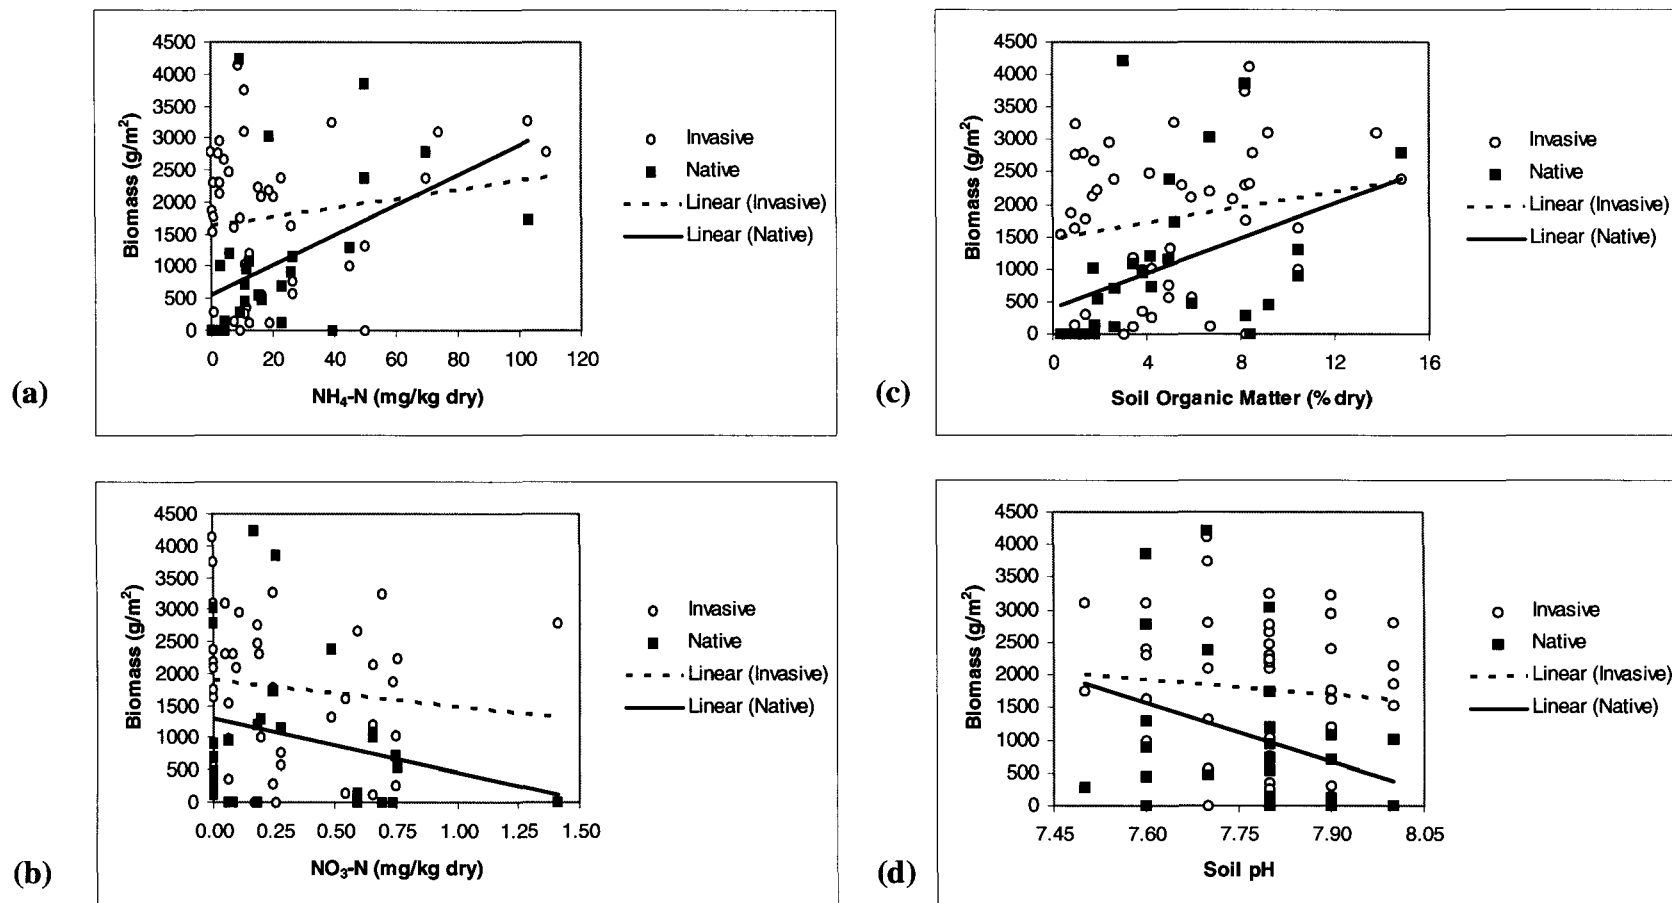 4500
4000
3500
3000
2500
2000
1500
1000
500
0
Biomass (g/m²)
0 20 40 60 80 100 120
NH₄-N (mg/kg dry)
Invasive
Native
Linear (Invasive)
Linear (Native)
(a)
4500
4000
3500
3000
2500
2000
1500
1000
500
0
Biomass (g/m²)
0 4 8 12 16
Soil Organic Matter (% dry)
Invasive
Native
Linear (Invasive)
Linear (Native)
(c)
4500
4000
3500
3000
2500
2000
1500
1000
500
0
Biomass (g/m²)
0.00 0.25 0.50 0.75 1.00 1.25 1.50
NO₃-N (mg/kg dry)
Invasive
Native
Linear (Invasive)
Linear (Native)
(b)
4500
4000
3500
3000
2500
2000
1500
1000
500
0
Biomass (g/m²)
7.45 7.60 7.75 7.90 8.05
Soil pH
Invasive
Native
Linear (Invasive)
Linear (Native)
(d)